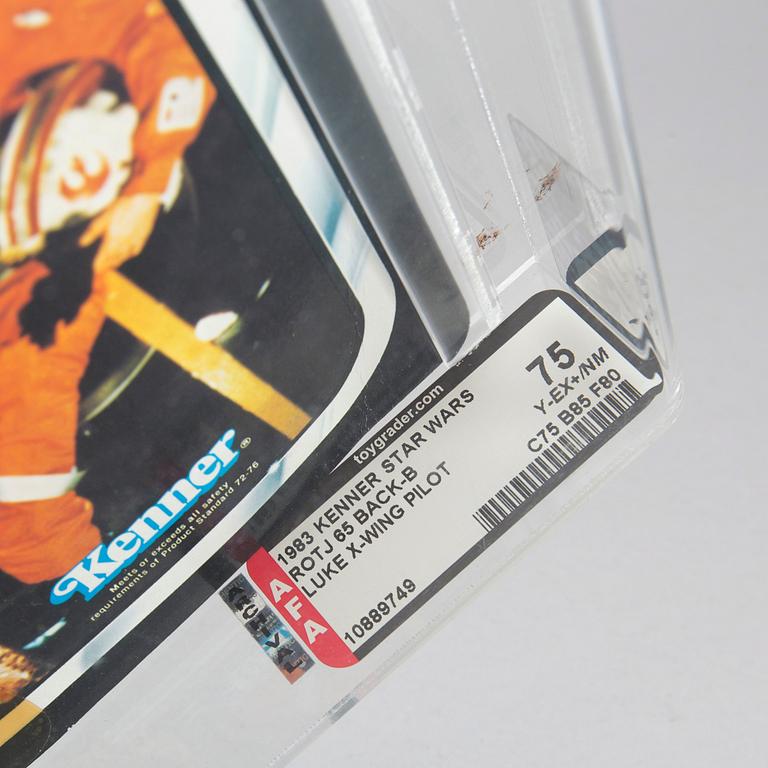 Kenner®
Meets or exceeds all safety
requirements of Product Standard 72-76
toygrader.com
1983 KENNER STAR WARS
ROTJ 65 BACK-B
LUKE X-WING PILOT
75
Y-EX+/NM
C75 B85 F80
10889749
AFA
ARCHIVAL